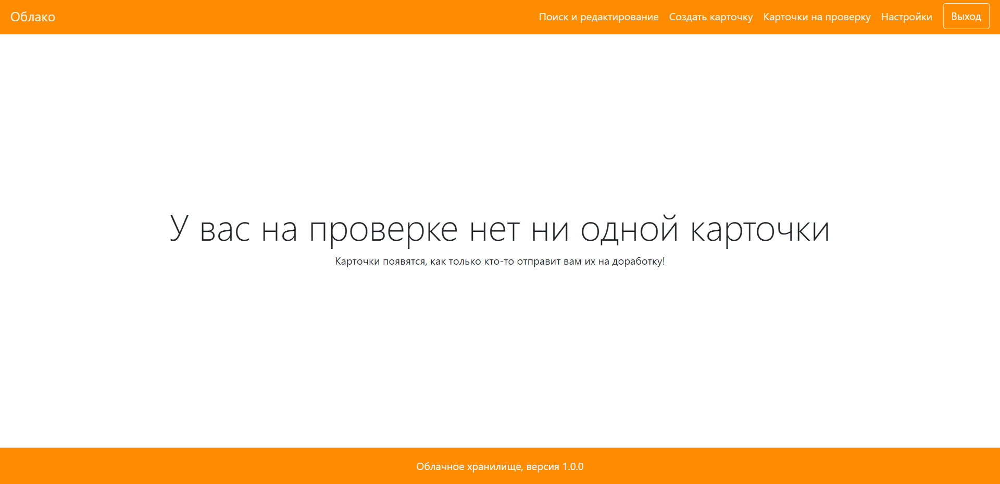 Облако
Поиск и редактирование
Создать карточку
Карточки на проверку
Настройки
Выход
У вас на проверке нет ни одной карточки
Карточки появятся, как только кто-то отправит вам их на доработку!
Облачное хранилище, версия 1.0.0